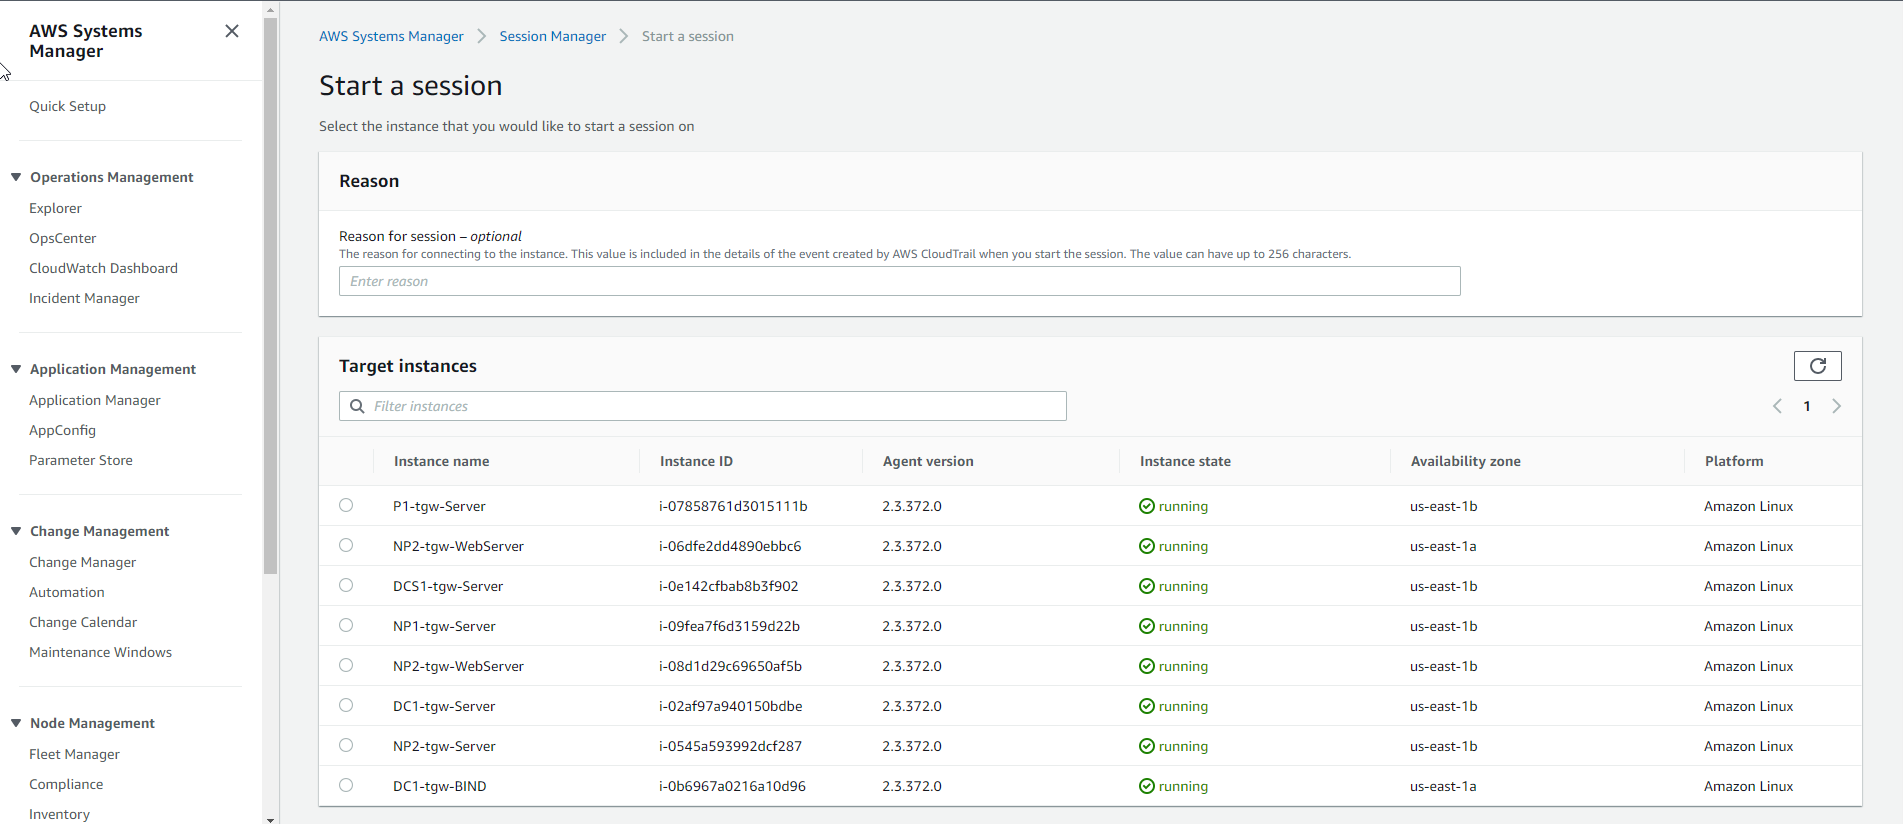 AWS Systems
Manager
Quick Setup
Operations Management
Explorer
OpsCenter
CloudWatch Dashboard
Incident Manager
Application Management
Application Manager
AppConfig
Parameter Store
Change Management
Change Manager
Automation
Change Calendar
Maintenance Windows
Node Management
Fleet Manager
Compliance
Inventory
AWS Systems Manager > Session Manager > Start a session
Start a session
Select the instance that you would like to start a session on
Reason
Reason for session – optional
The reason for connecting to the instance. This value is included in the details of the event created by AWS CloudTrail when you start the session. The value can have up to 256 characters.
Enter reason
Target instances
Filter instances
1
Instance name Instance ID Agent version Instance state Availability zone Platform
P1-tgw-Server i-07858761d3015111b 2.3.372.0 running us-east-1b Amazon Linux
NP2-tgw-WebServer i-06dfe2dd4890ebbc6 2.3.372.0 running us-east-1a Amazon Linux
DCS1-tgw-Server i-0e142cfbab8b3f902 2.3.372.0 running us-east-1b Amazon Linux
NP1-tgw-Server i-09fea7f6d3159d22b 2.3.372.0 running us-east-1b Amazon Linux
NP2-tgw-WebServer i-08d1d29c69650af5b 2.3.372.0 running us-east-1b Amazon Linux
DC1-tgw-Server i-02af97a940150bdbe 2.3.372.0 running us-east-1b Amazon Linux
NP2-tgw-Server i-0545a593992dcf287 2.3.372.0 running us-east-1b Amazon Linux
DC1-tgw-BIND i-0b6967a0216a10d96 2.3.372.0 running us-east-1a Amazon Linux